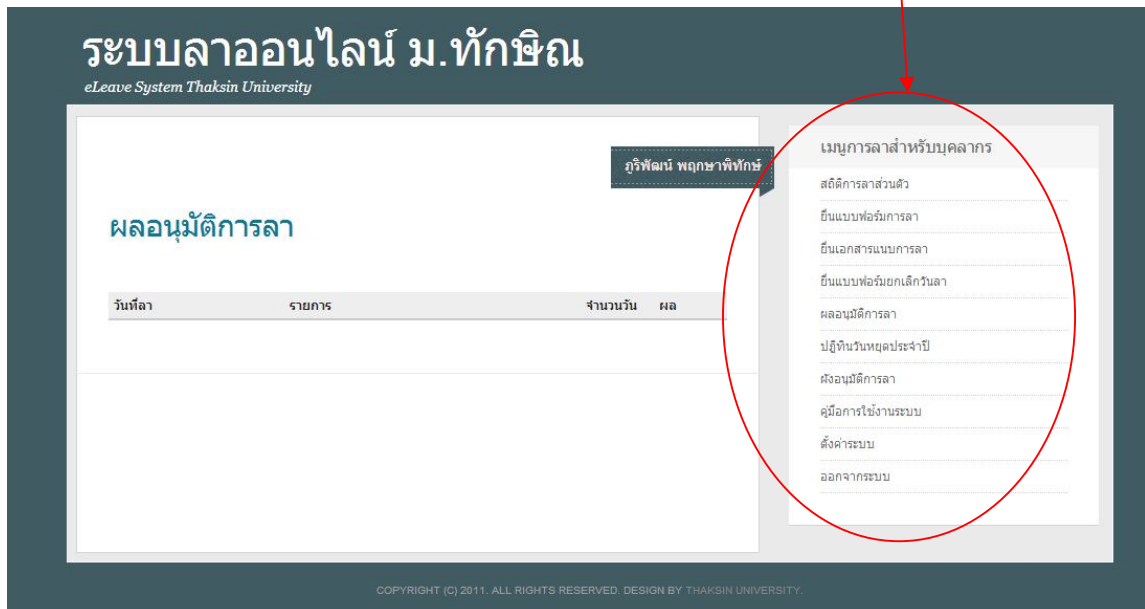 ระบบลาออนไลน์ ม.ทักษิณ
eLeave System Thaksin University
ภูริพัฒน์ พฤกษาพิทักษ์
ผลอนุมัติการลา
วันที่ลา รายการ จำนวนวัน ผล
เมนูการลาสำหรับบุคลากร
สถิติการลาส่วนตัว
ยื่นแบบฟอร์มการลา
ยื่นเอกสารแนบการลา
ยื่นแบบฟอร์มยกเลิกวันลา
ผลอนุมัติการลา
ปฏิทินวันหยุดประจำปี
ผังอนุมัติการลา
คู่มือการใช้งานระบบ
ตั้งค่าระบบ
ออกจากระบบ
COPYRIGHT (C) 2011. ALL RIGHTS RESERVED. DESIGN BY THAKSIN UNIVERSITY.